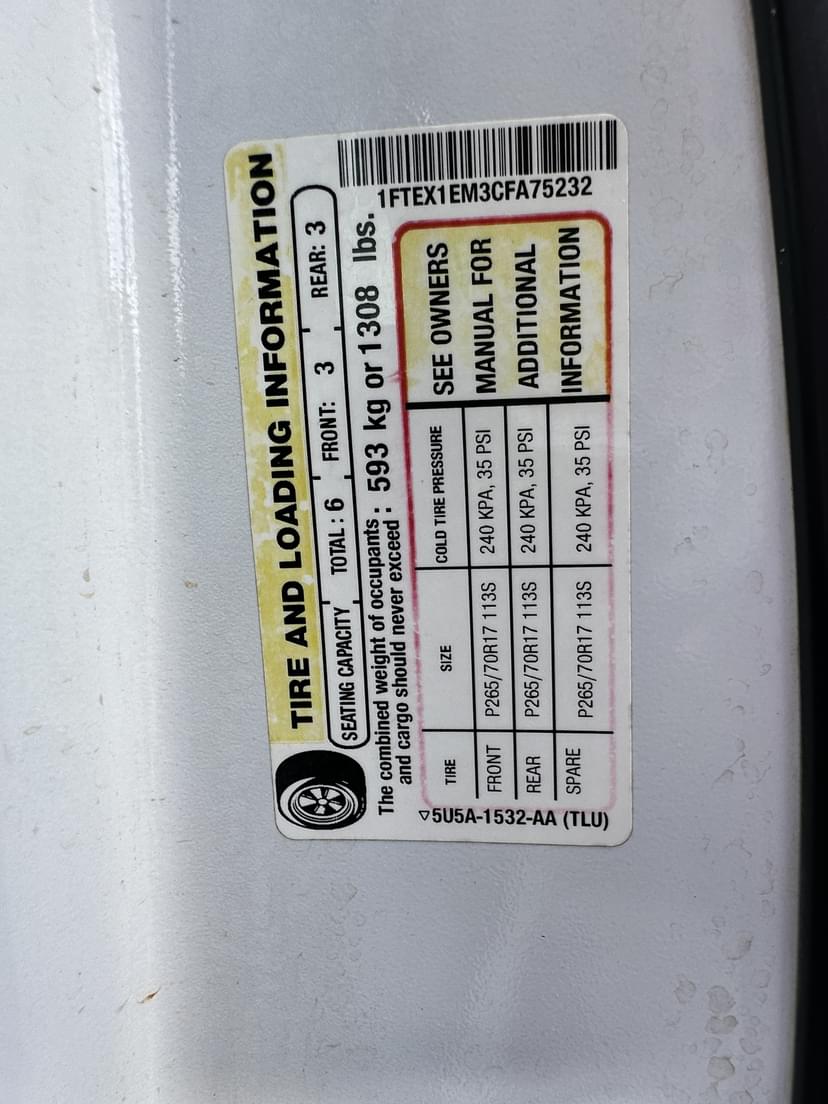 TIRE AND LOADING INFORMATION
SEATING CAPACITY TOTAL : 6 FRONT: 3 REAR: 3
The combined weight of occupants and cargo should never exceed : 593 kg or 1308 lbs.
TIRE SIZE COLD TIRE PRESSURE
FRONT P265/70R17 113S 240 KPA, 35 PSI
REAR P265/70R17 113S 240 KPA, 35 PSI
SPARE P265/70R17 113S 240 KPA, 35 PSI
SEE OWNERS
MANUAL FOR
ADDITIONAL
INFORMATION
▽5U5A-1532-AA (TLU)
1FTEX1EM3CFA75232